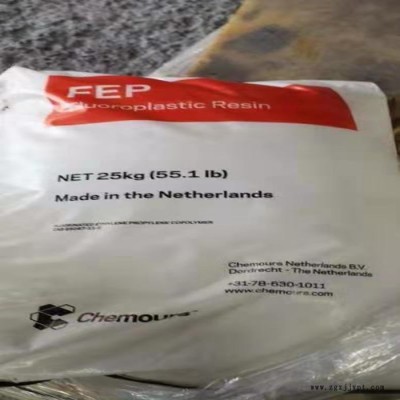 FEP
Fluoroplastic Resin
NET 25kg (55.1 lb)
Made in the Netherlands
Chemours Netherlands B.V.
Dordrecht - The Netherlands
+31-78-630-1011
www.chemours.com
Chemours™